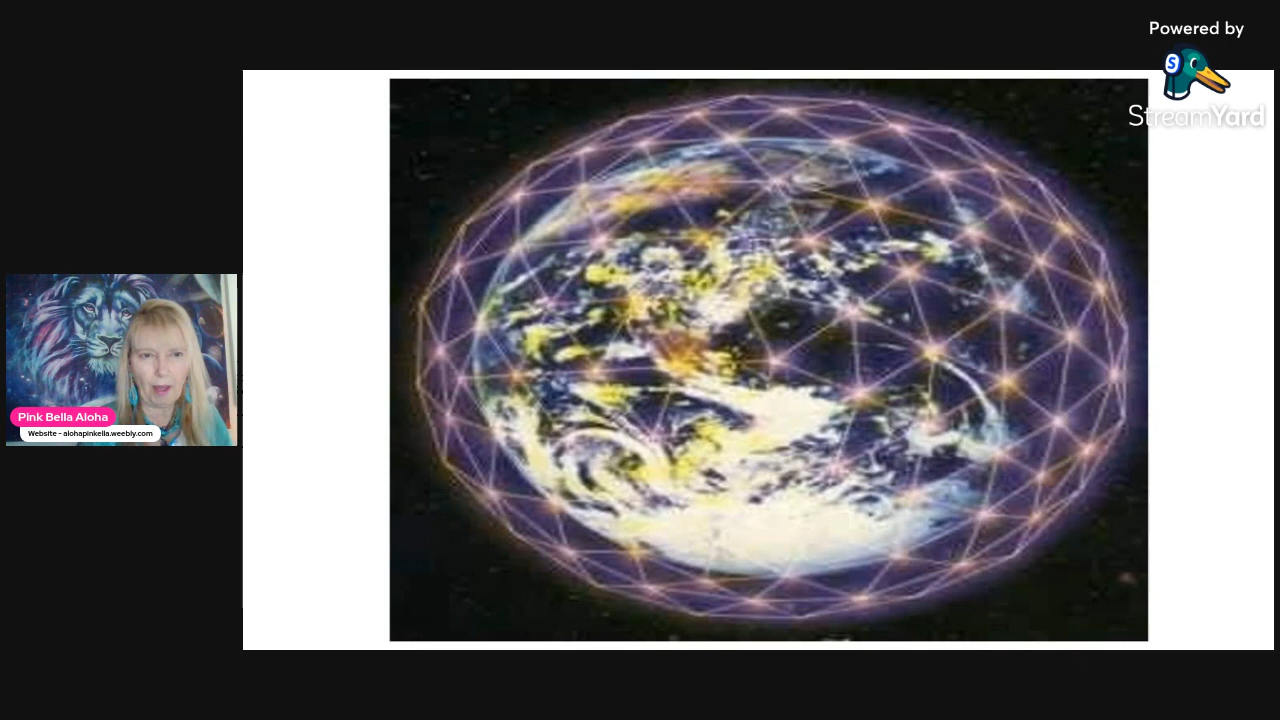 Powered by
S
StreamYard
Pink Bella Aloha
Website - alohapinkella.weebly.com